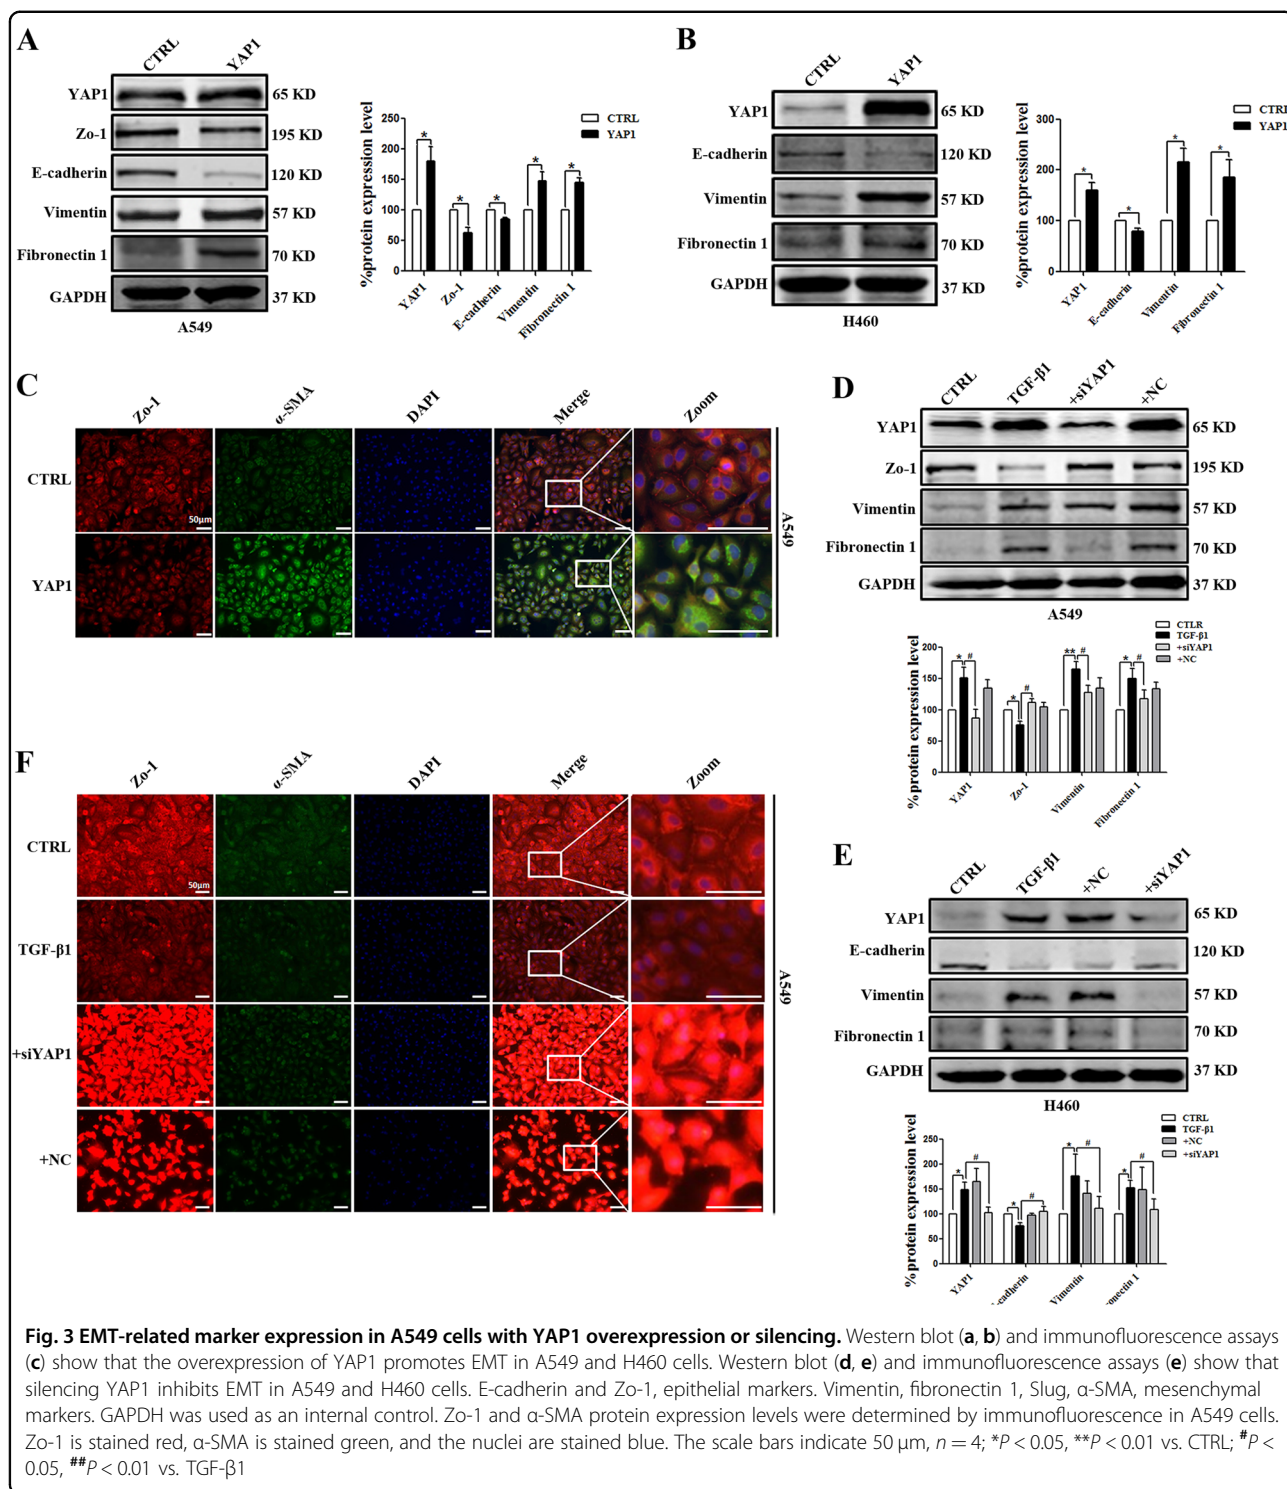 A
CTRL
YAP1
YAP1
65 KD
Zo-1
195 KD
E-cadherin
120 KD
Vimentin
57 KD
Fibronectin 1
70 KD
GAPDH
37 KD
A549
CTRL
YAP1
%protein expression level
250
200
150
100
50
0
*
*
*
*
*
YAP1
Zo-1
E-cadherin
Vimentin
Fibronectin 1
B
CTRL
YAP1
YAP1
65 KD
E-cadherin
120 KD
Vimentin
57 KD
Fibronectin 1
70 KD
GAPDH
37 KD
H460
CTRL
YAP1
%protein expression level
300
200
100
0
*
*
*
*
YAP1
E-cadherin
Vimentin
Fibronectin 1
C
Zo-1
α-SMA
DAPI
Merge
Zoom
CTRL
50μm
YAP1
A549
D
CTRL
TGF-β1
+siYAP1
+NC
YAP1
65 KD
Zo-1
195 KD
Vimentin
57 KD
Fibronectin 1
70 KD
GAPDH
37 KD
A549
CTLR
TGF-β1
+siYAP1
+NC
%protein expression level
200
150
100
50
0
* #
* #
** #
* #
YAP1
Zo-1
Vimentin
Fibronectin 1
F
Zo-1
α-SMA
DAPI
Merge
Zoom
CTRL
50μm
TGF-β1
+siYAP1
+NC
A549
E
CTRL
TGF-β1
+NC
+siYAP1
YAP1
65 KD
E-cadherin
120 KD
Vimentin
57 KD
Fibronectin 1
70 KD
GAPDH
37 KD
H460
CTRL
TGF-β1
+NC
+siYAP1
%protein expression level
250
200
150
100
50
0
* #
* #
* #
* #
YAP1
-cadherin
Vimentin
ronectin 1
Fig. 3 EMT-related marker expression in A549 cells with YAP1 overexpression or silencing. Western blot (a, b) and immunofluorescence assays
(c) show that the overexpression of YAP1 promotes EMT in A549 and H460 cells. Western blot (d, e) and immunofluorescence assays (e) show that
silencing YAP1 inhibits EMT in A549 and H460 cells. E-cadherin and Zo-1, epithelial markers. Vimentin, fibronectin 1, Slug, α-SMA, mesenchymal
markers. GAPDH was used as an internal control. Zo-1 and α-SMA protein expression levels were determined by immunofluorescence in A549 cells.
Zo-1 is stained red, α-SMA is stained green, and the nuclei are stained blue. The scale bars indicate 50 μm, n = 4; *P < 0.05, **P < 0.01 vs. CTRL; #P <
0.05, ##P < 0.01 vs. TGF-β1